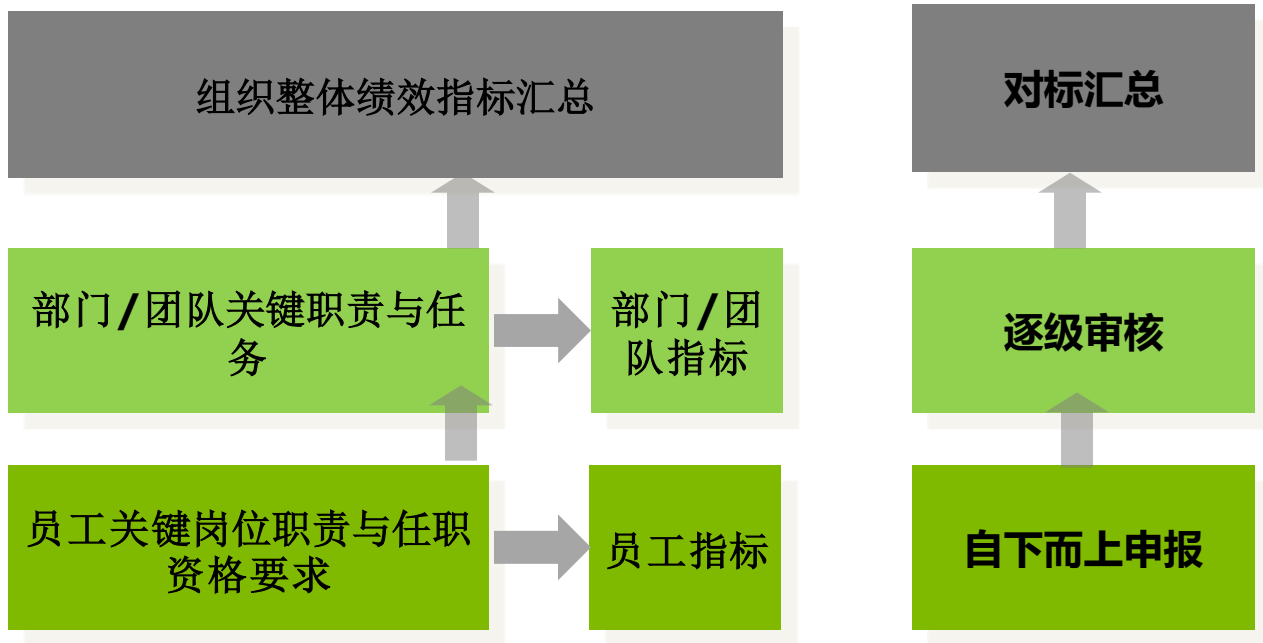 组织整体绩效指标汇总
对标汇总
部门/团队关键职责与任
务
部门/团
队指标
逐级审核
员工关键岗位职责与任职
资格要求
员工指标
自下而上申报